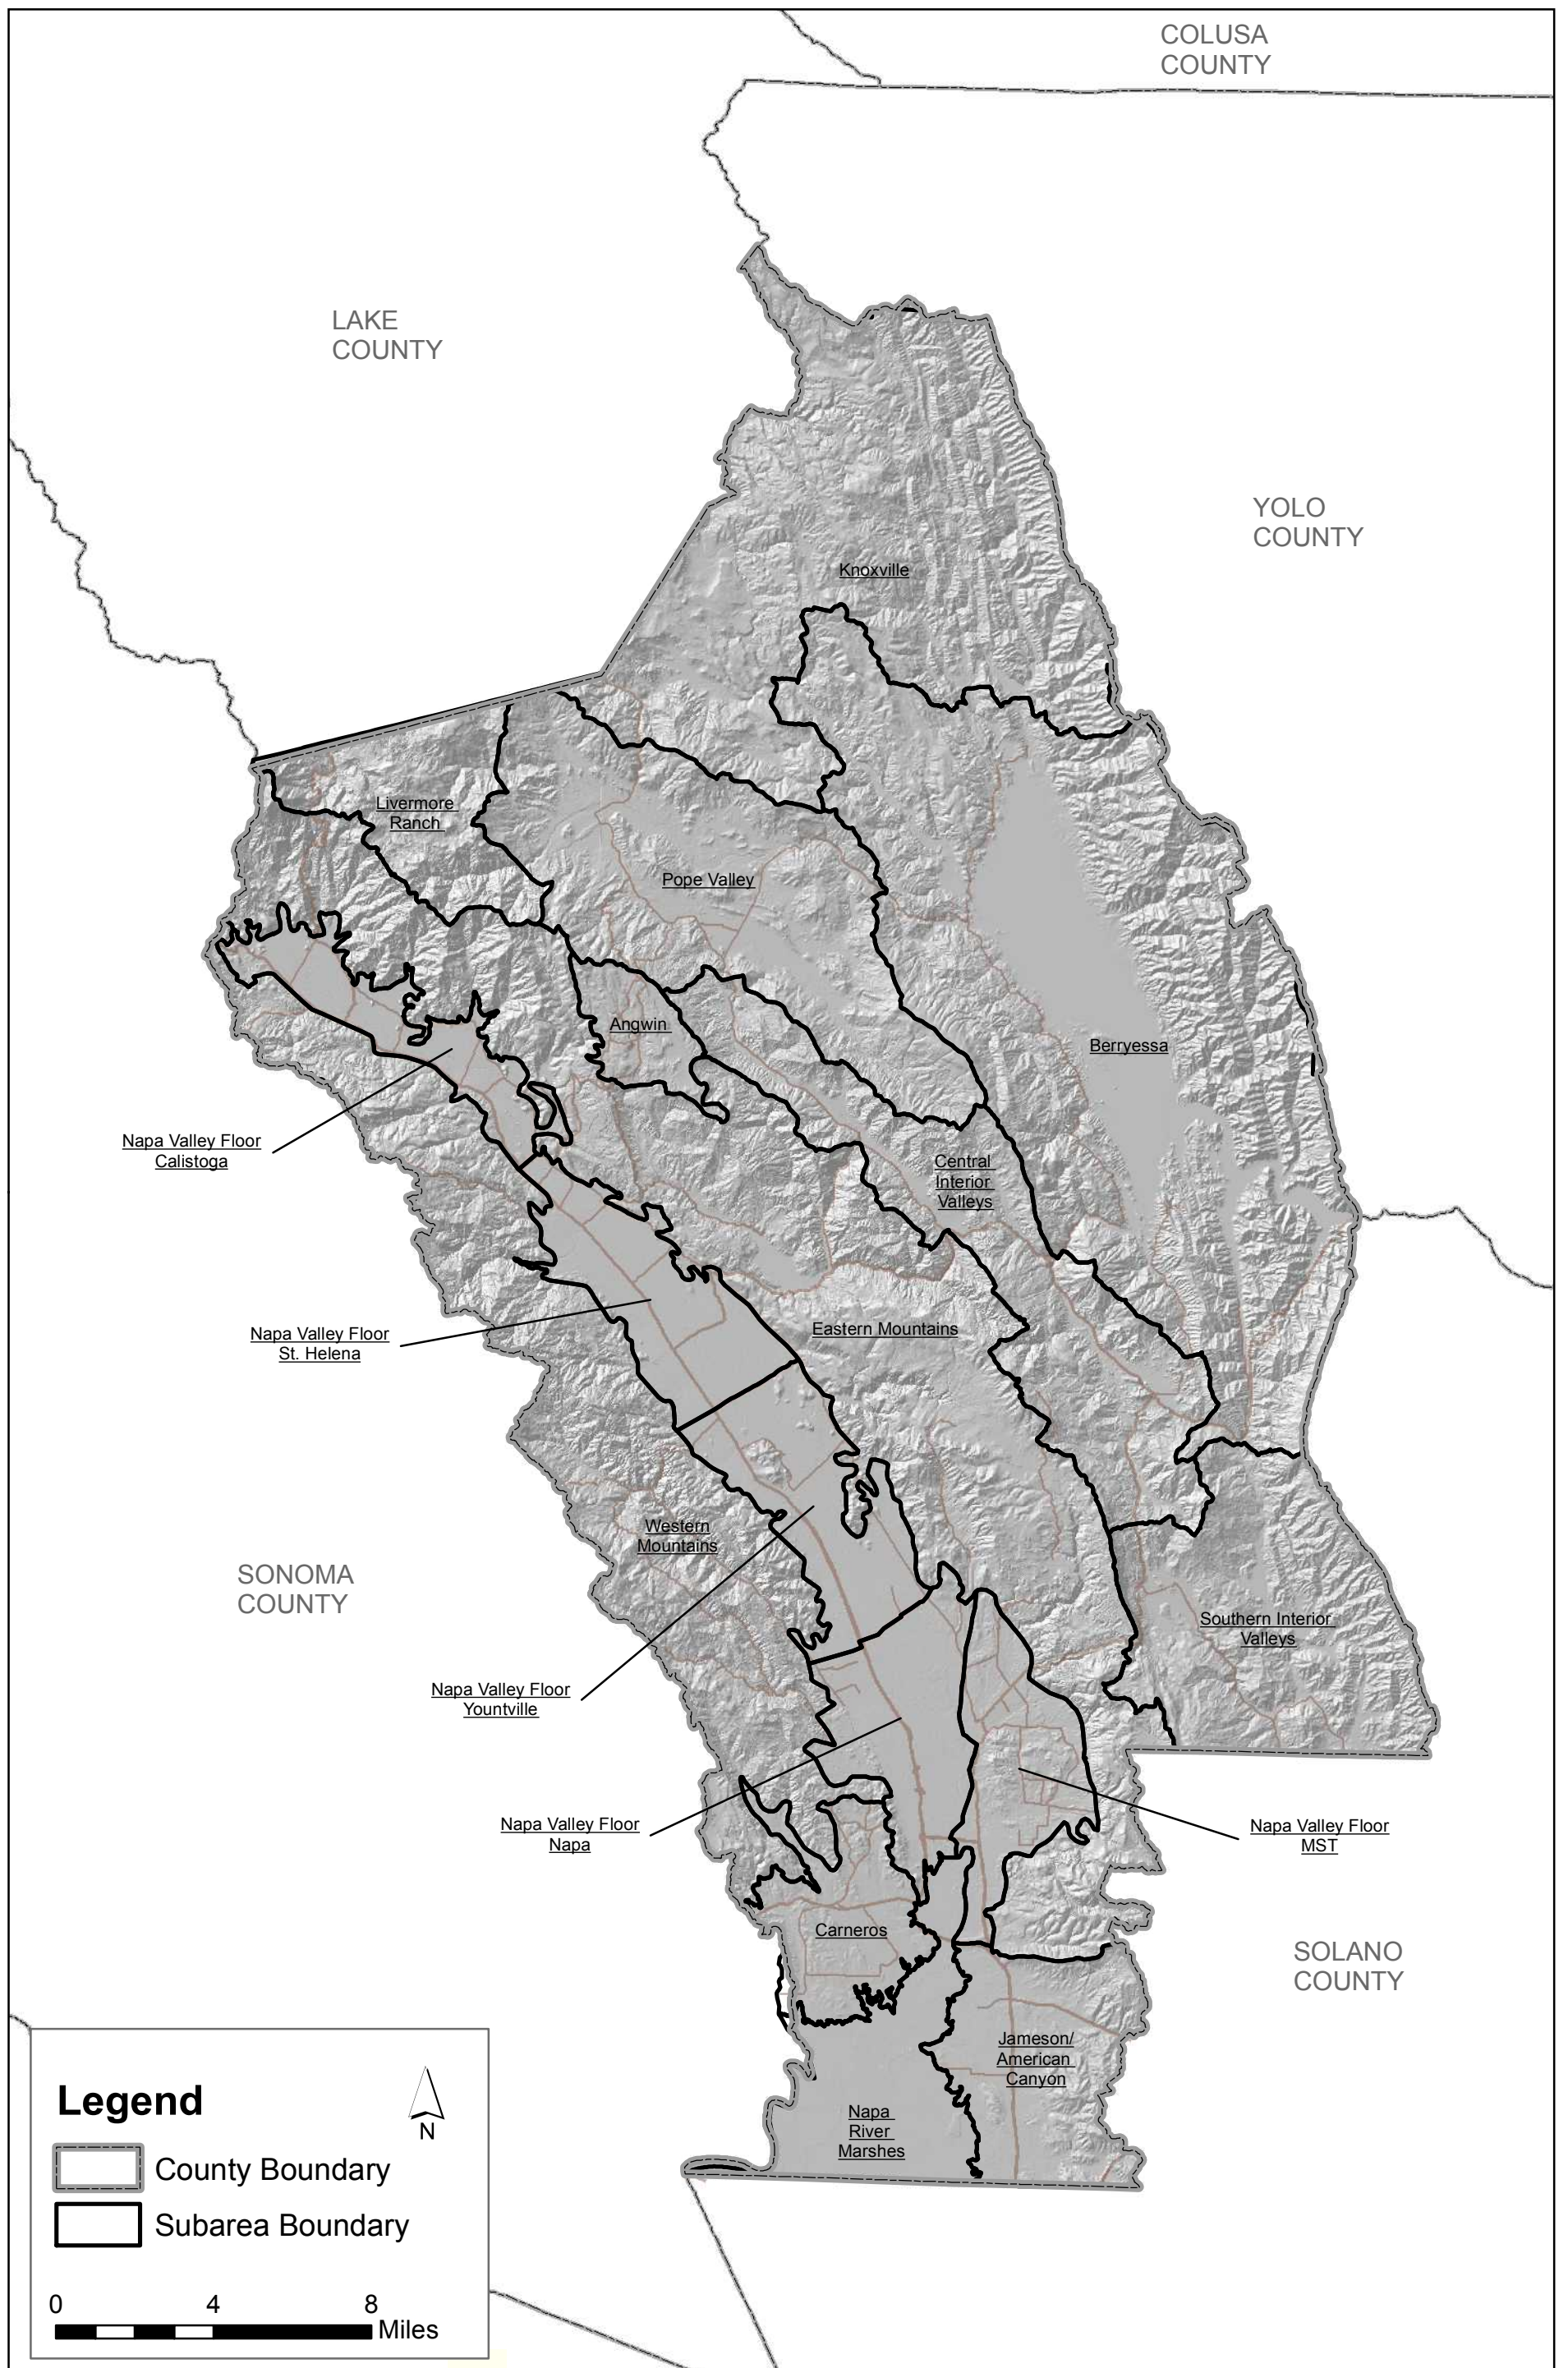 COLUSA
COUNTY
LAKE
COUNTY
YOLO
COUNTY
Knoxville
Livermore
Ranch
Pope Valley
Angwin
Berryessa
Napa Valley Floor
Calistoga
Central
Interior
Valleys
Napa Valley Floor
St. Helena
Eastern Mountains
Western
Mountains
SONOMA
COUNTY
Southern Interior
Valleys
Napa Valley Floor
Yountville
Napa Valley Floor
Napa
Napa Valley Floor
MST
Carneros
SOLANO
COUNTY
Jameson/
American
Canyon
Napa
River
Marshes
Legend
N
County Boundary
Subarea Boundary
0 4 8
Miles